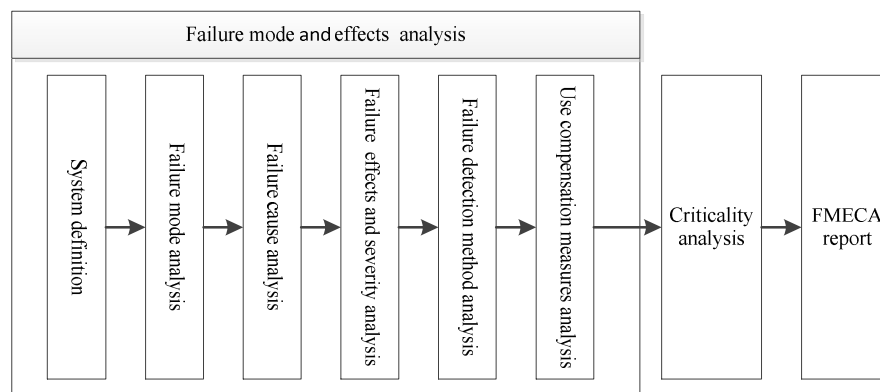 Failure mode and effects analysis
System definition
Failure mode analysis
Failure cause analysis
Failure effects and severity analysis
Failure detection method analysis
Use compensation measures analysis
Criticality
analysis
FMECA
report